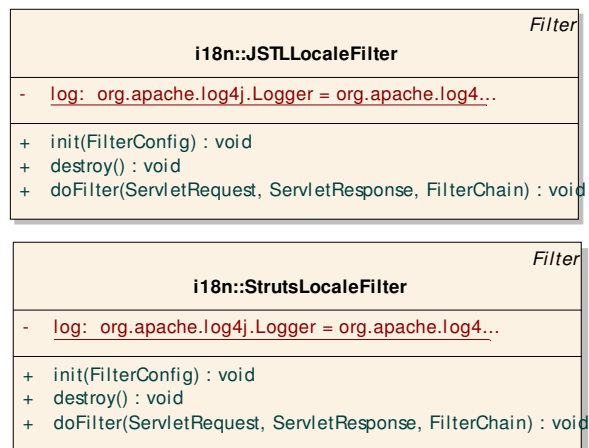 Filter
i18n::JSTLLocaleFilter
- log: org.apache.log4j.Logger = org.apache.log4...
+ init(FilterConfig) : void
+ destroy() : void
+ doFilter(ServletRequest, ServletResponse, FilterChain) : void
Filter
i18n::StrutsLocaleFilter
- log: org.apache.log4j.Logger = org.apache.log4...
+ init(FilterConfig) : void
+ destroy() : void
+ doFilter(ServletRequest, ServletResponse, FilterChain) : void